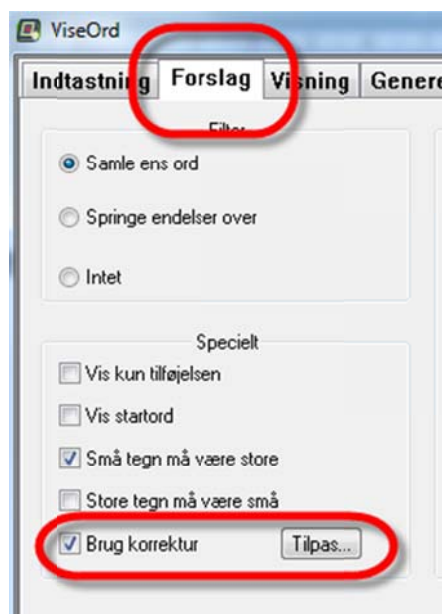 ViseOrd
Indtastning Forslag Visning Genere
Filter
Samle ens ord
Springe endelser over
Intet
Specielt
Vis kun tilføjelsen
Vis startord
Små tegn må være store
Store tegn må være små
Brug korrektur Tilpas...